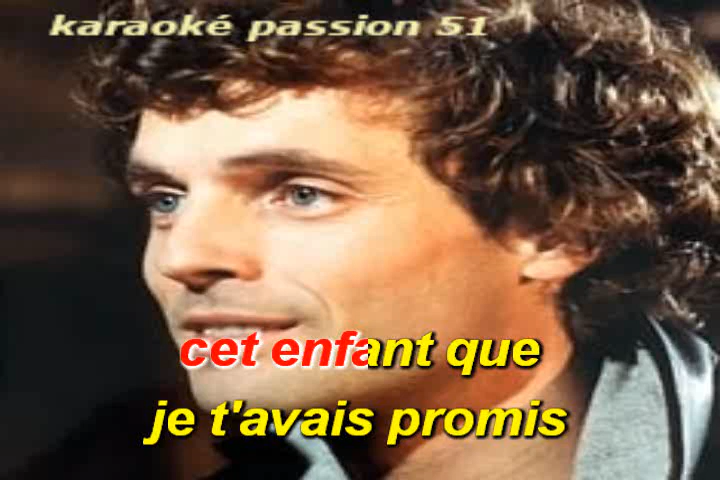 karaoké passion 51
cet enfant que
je t'avais promis